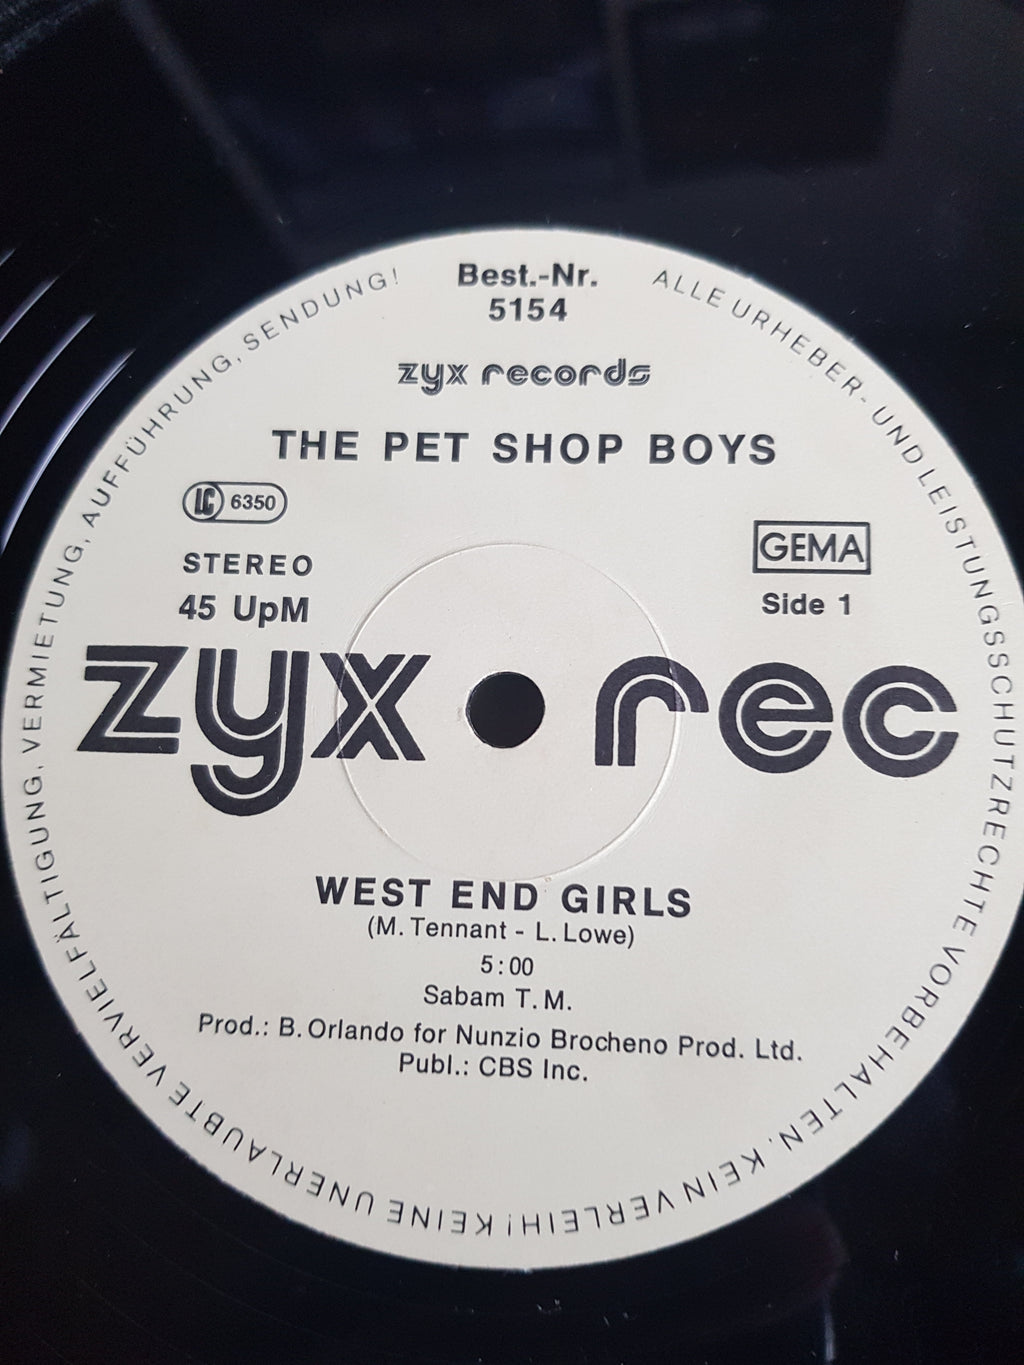 Best.-Nr.
5154
zyx records
THE PET SHOP BOYS
LC 6350
STEREO
45 UpM
GEMA
Side 1
zyx rec
WEST END GIRLS
(M. Tennant - L. Lowe)
5:00
Sabam T. M.
Prod.: B. Orlando for Nunzio Brocheno Prod. Ltd.
Publ.: CBS Inc.
ALLE URHEBER- UND LEISTUNGSSCHUTZRECHTE VORBEHALTEN. KEIN VERLEIH! KEINE UNERLAUBTE VERVIELFÄLTIGUNG, VERMIETUNG, AUFFÜHRUNG, SENDUNG!